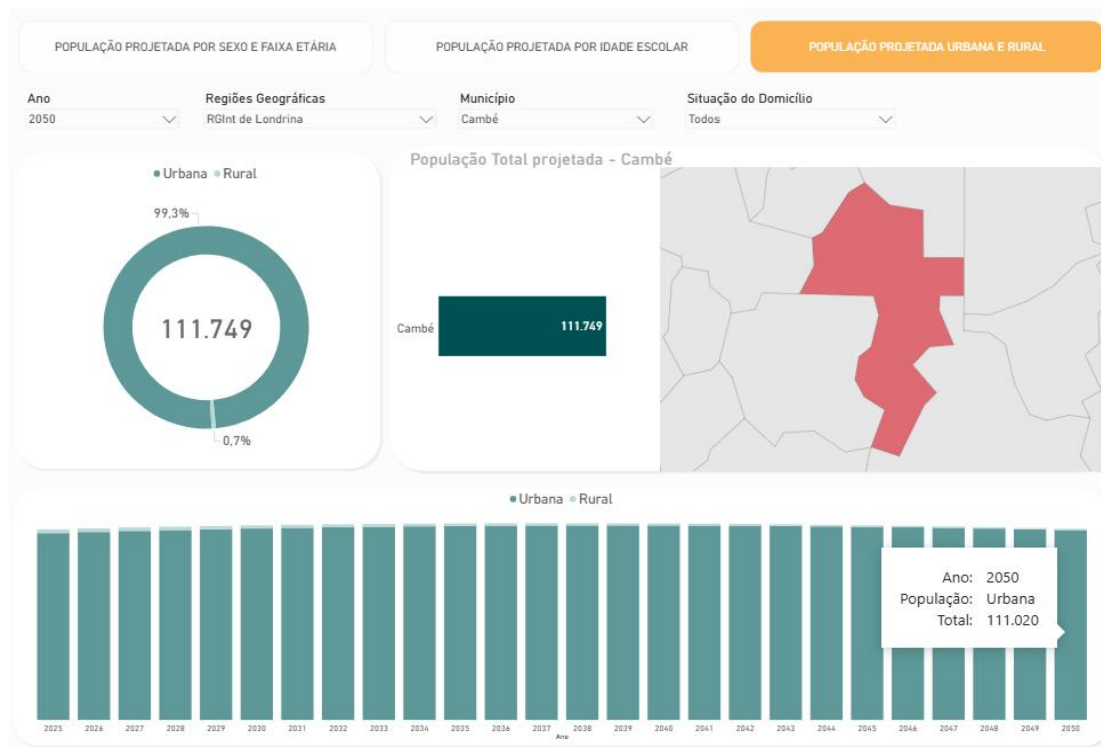 POPULAÇÃO PROJETADA POR SEXO E FAIXA ETÁRIA
POPULAÇÃO PROJETADA POR IDADE ESCOLAR
POPULAÇÃO PROJETADA URBANA E RURAL
Ano
2050
Regiões Geográficas
RGInt de Londrina
Município
Cambé
Situação do Domicílio
Todos
Urbana Rural
99,3%
111.749
0,7%
População Total projetada - Cambé
Cambé
111.749
Urbana Rural
Ano: 2050
População: Urbana
Total: 111.020
2025 2026 2027 2028 2029 2030 2031 2032 2033 2034 2035 2036 2037 2038 2039 2040 2041 2042 2043 2044 2045 2046 2047 2048 2049 2050
Ano